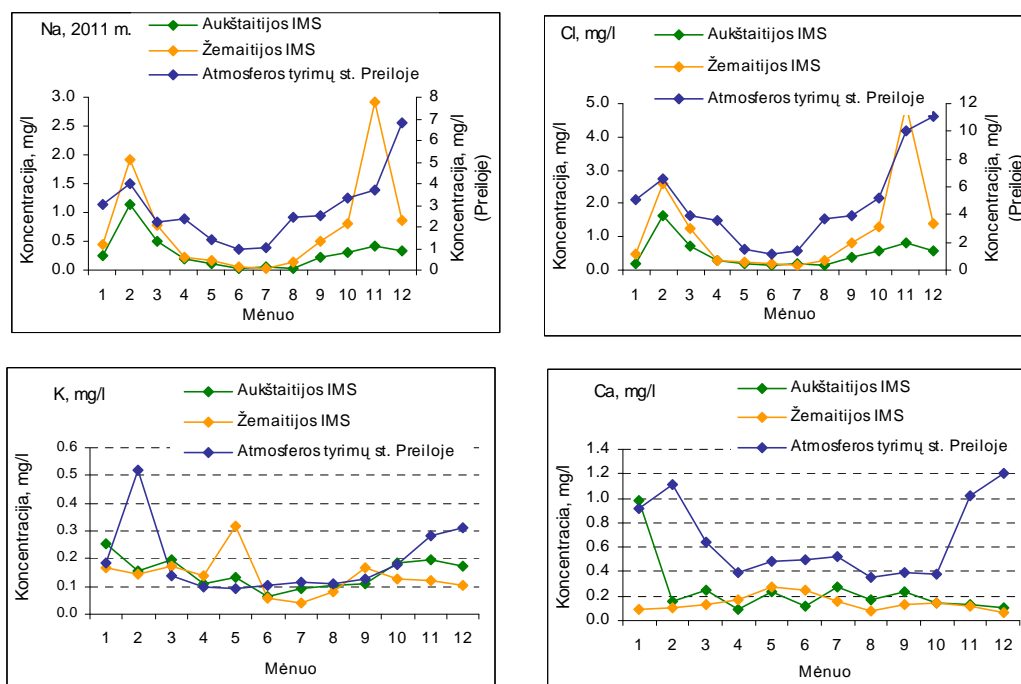 Na, 2011 m.
Aukštaitijos IMS
Žemaitijos IMS
Atmosferos tyrimų st. Preiloje
Koncentracija, mg/l
3.0
2.5
2.0
1.5
1.0
0.5
0.0
8
7
6
5
4
3
2
1
0
Koncentracija, mg/l
(Preiloje)
1 2 3 4 5 6 7 8 9 10 11 12
Mėnuo
Cl, mg/l
Aukštaitijos IMS
Žemaitijos IMS
Atmosferos tyrimų st. Preiloje
Koncentracija, mg/l
5.0
4.0
3.0
2.0
1.0
0.0
12
10
8
6
4
2
0
Koncentracija, mg/l
(Preiloje)
1 2 3 4 5 6 7 8 9 10 11 12
Mėnuo
K, mg/l
Aukštaitijos IMS
Žemaitijos IMS
Atmosferos tyrimų st. Preiloje
Koncentracija, mg/l
0.6
0.5
0.4
0.3
0.2
0.1
0.0
1 2 3 4 5 6 7 8 9 10 11 12
Mėnuo
Ca, mg/l
Aukštaitijos IMS
Žemaitijos IMS
Atmosferos tyrimų st. Preiloje
Koncentracia, mg/l
1.4
1.2
1.0
0.8
0.6
0.4
0.2
0.0
1 2 3 4 5 6 7 8 9 10 11 12
Mėnuo